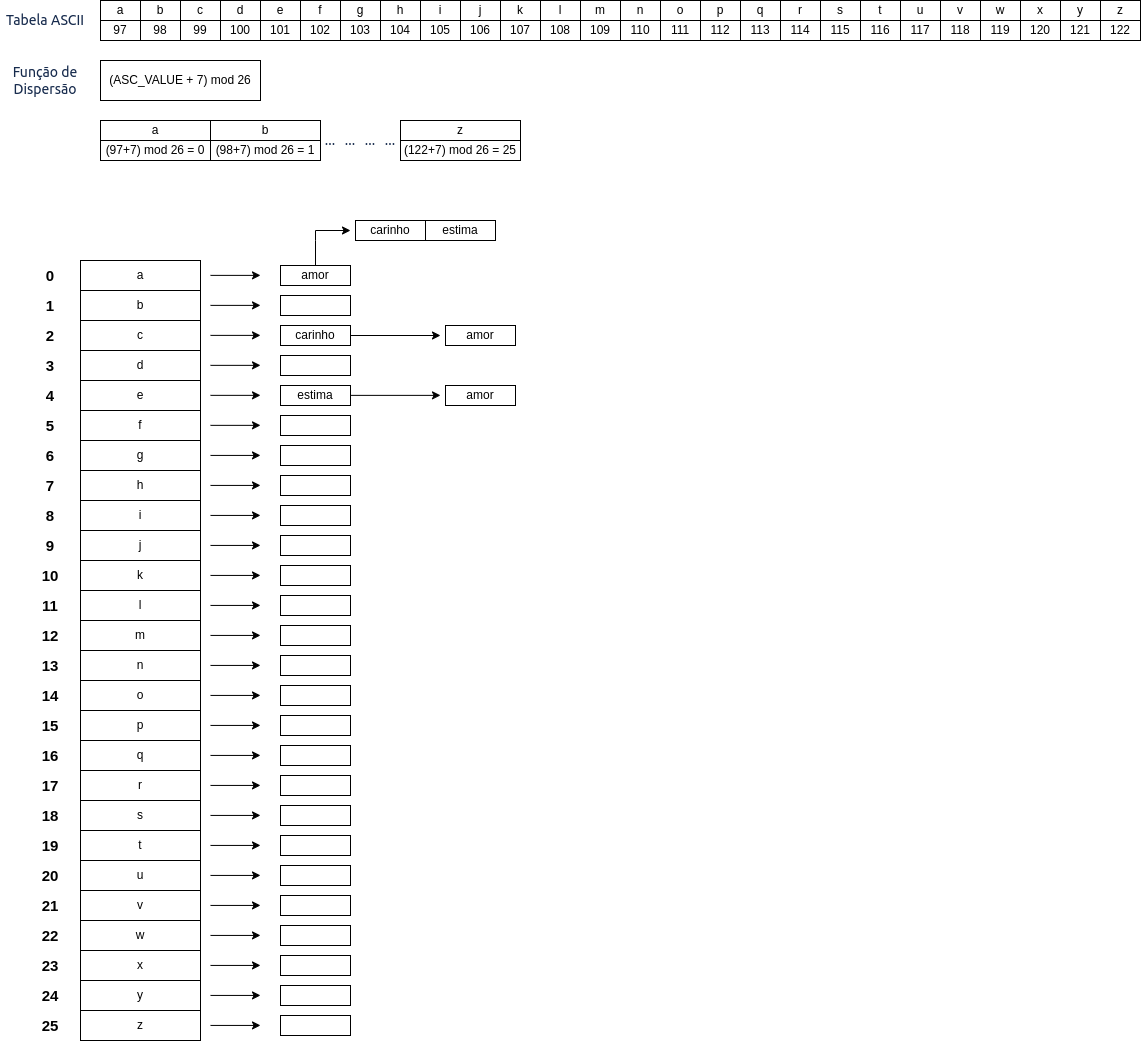 Tabela ASCII
a b c d e f g h i j k l m n o p q r s t u v w x y z
97 98 99 100 101 102 103 104 105 106 107 108 109 110 111 112 113 114 115 116 117 118 119 120 121 122
Função de
Dispersão
(ASC_VALUE + 7) mod 26
a b z
(97+7) mod 26 = 0 (98+7) mod 26 = 1 ... ... ... ... (122+7) mod 26 = 25
carinho estima
0 a amor
1 b
2 c carinho amor
3 d
4 e estima amor
5 f
6 g
7 h
8 i
9 j
10 k
11 l
12 m
13 n
14 o
15 p
16 q
17 r
18 s
19 t
20 u
21 v
22 w
23 x
24 y
25 z